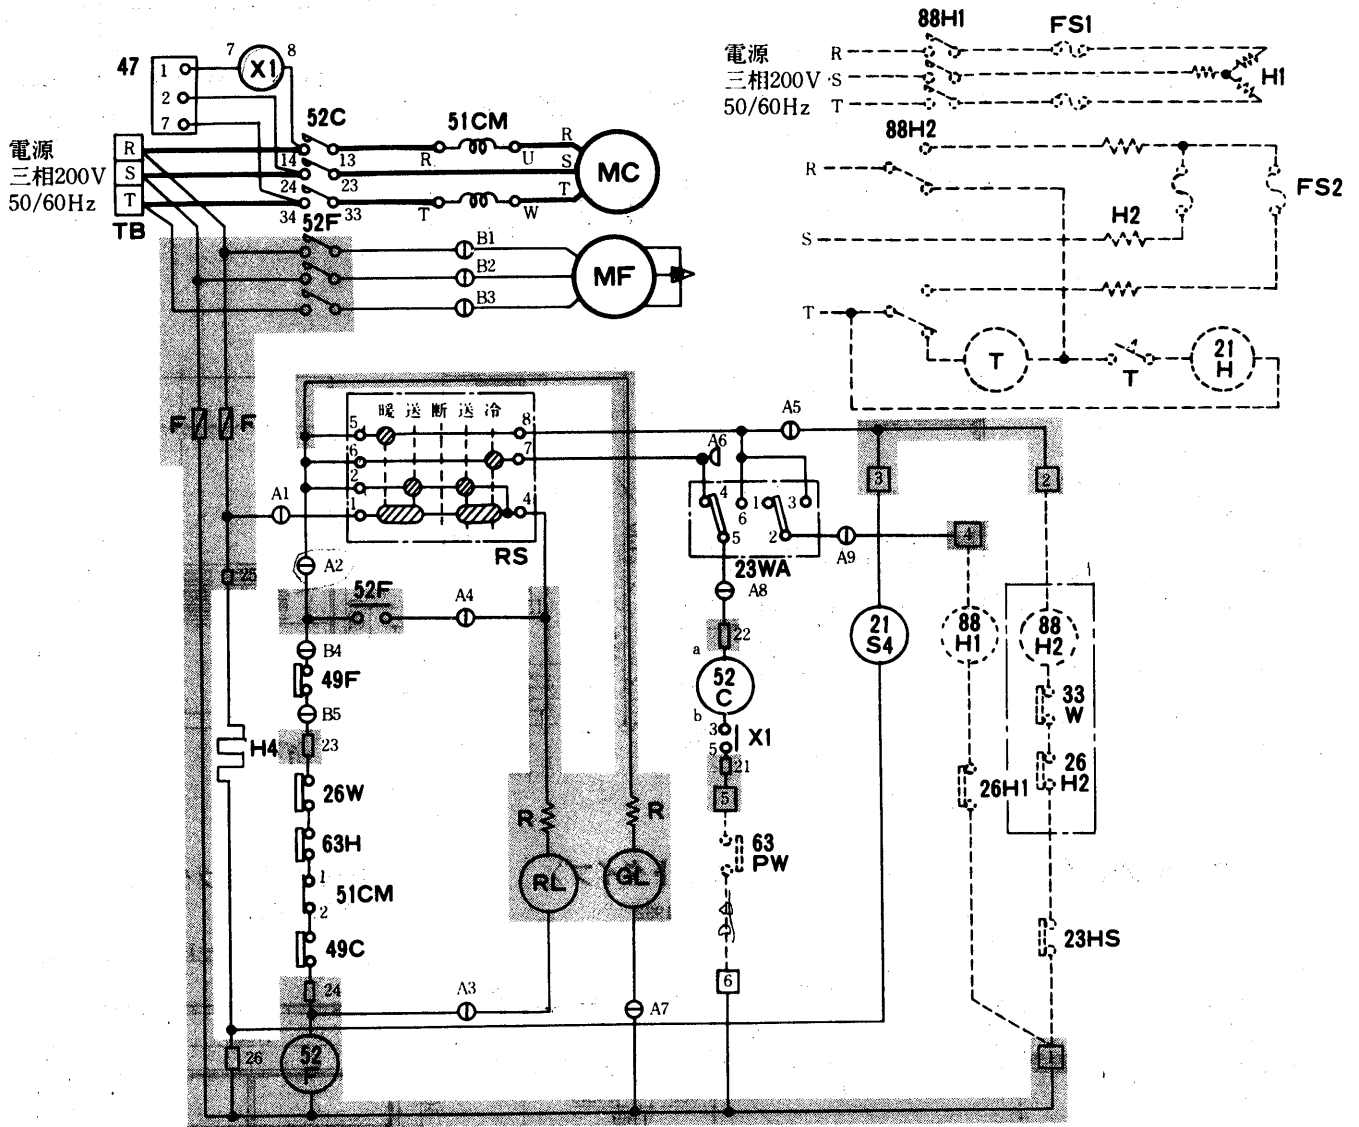 47
1
2
7
7
X1
8
52C
51CM
電源
三相200V
50/60Hz
R
S
T
TB
14
13
24
23
34
33
R
U
T
W
R
S
T
MC
52F
B1
B2
B3
MF
88H1
FS1
電源
三相200V
50/60Hz
R
S
T
H1
88H2
R
S
T
H2
FS2
T
T
21
H
F
F
暖 送 断 送 冷
5
6
2
1
8
7
4
RS
A1
A2
A5
A6
4
6
1
3
5
2
23WA
A9
A8
3
2
4
25
52F
A4
B4
49F
B5
23
H4
26W
63H
1
51CM
2
49C
24
A3
26
52
F
R
R
RL
GL
A7
22
a
52
C
b
3
5
X1
21
5
63
PW
6
21
S4
88
H1
88
H2
33
W
26
H2
26H1
23HS
1